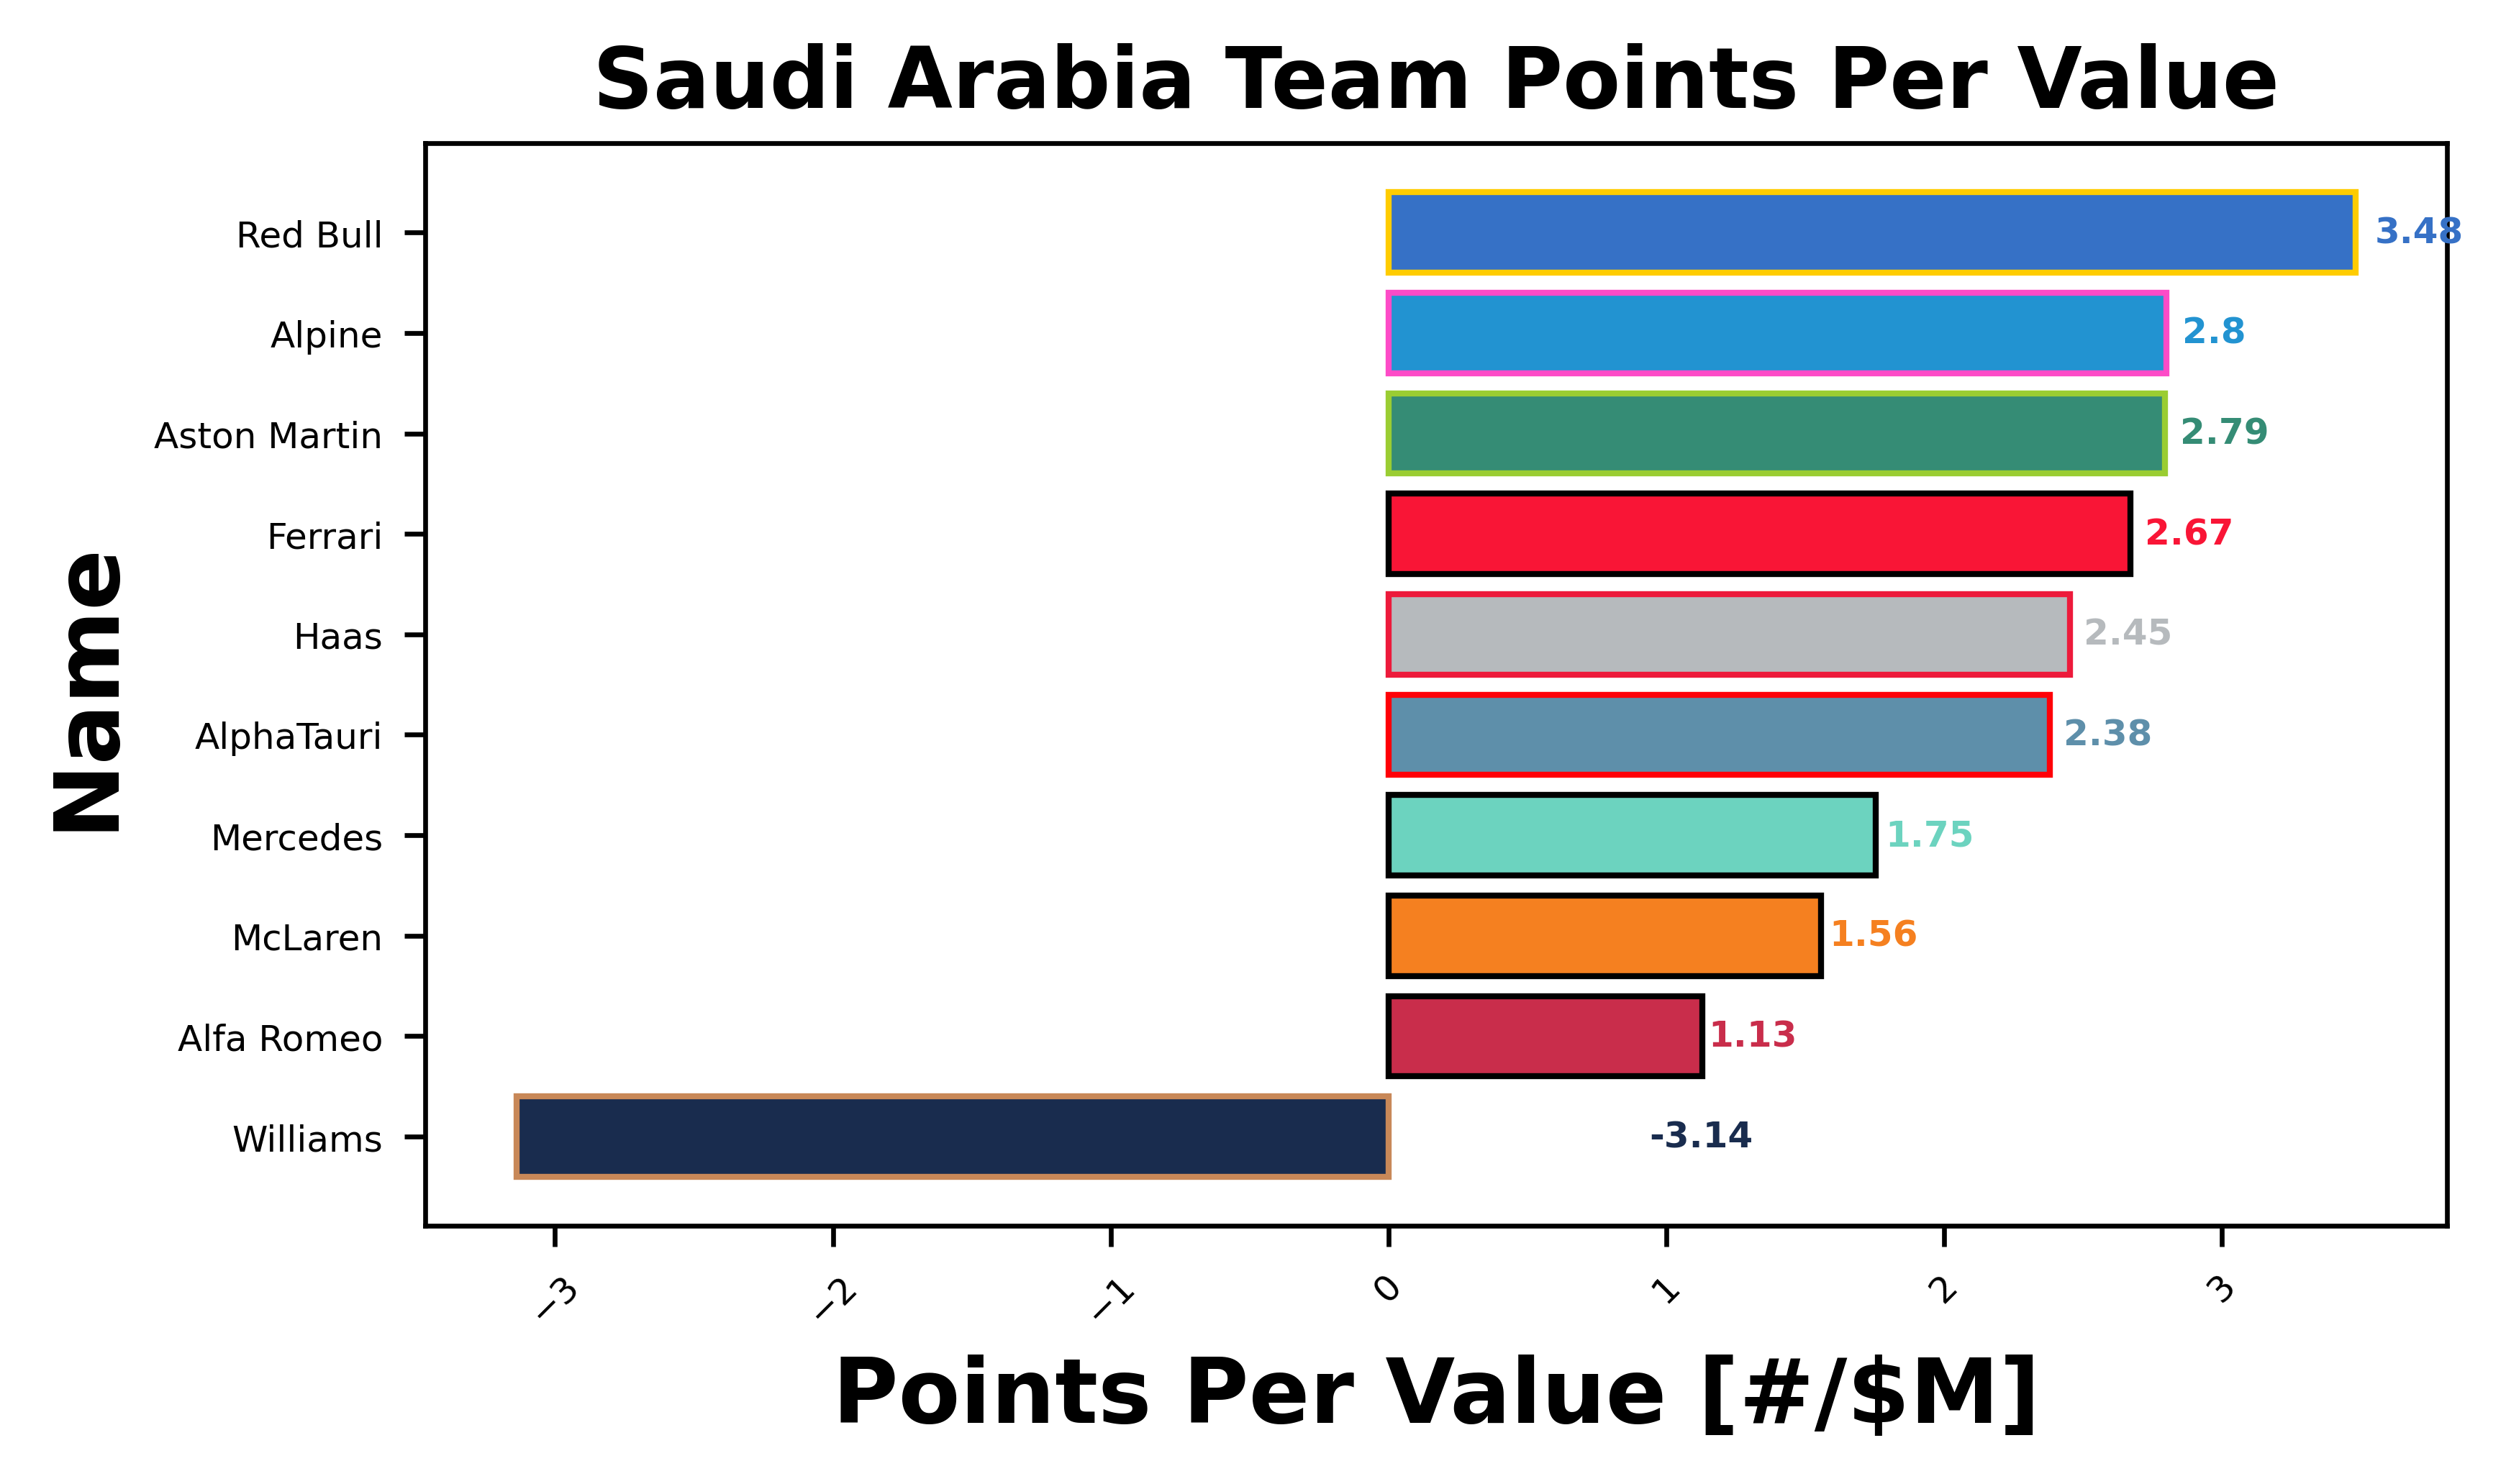 Saudi Arabia Team Points Per Value
Name
Red Bull 3.48
Alpine 2.8
Aston Martin 2.79
Ferrari 2.67
Haas 2.45
AlphaTauri 2.38
Mercedes 1.75
McLaren 1.56
Alfa Romeo 1.13
Williams -3.14
−3 −2 −1 0 1 2 3
Points Per Value [#/$M]